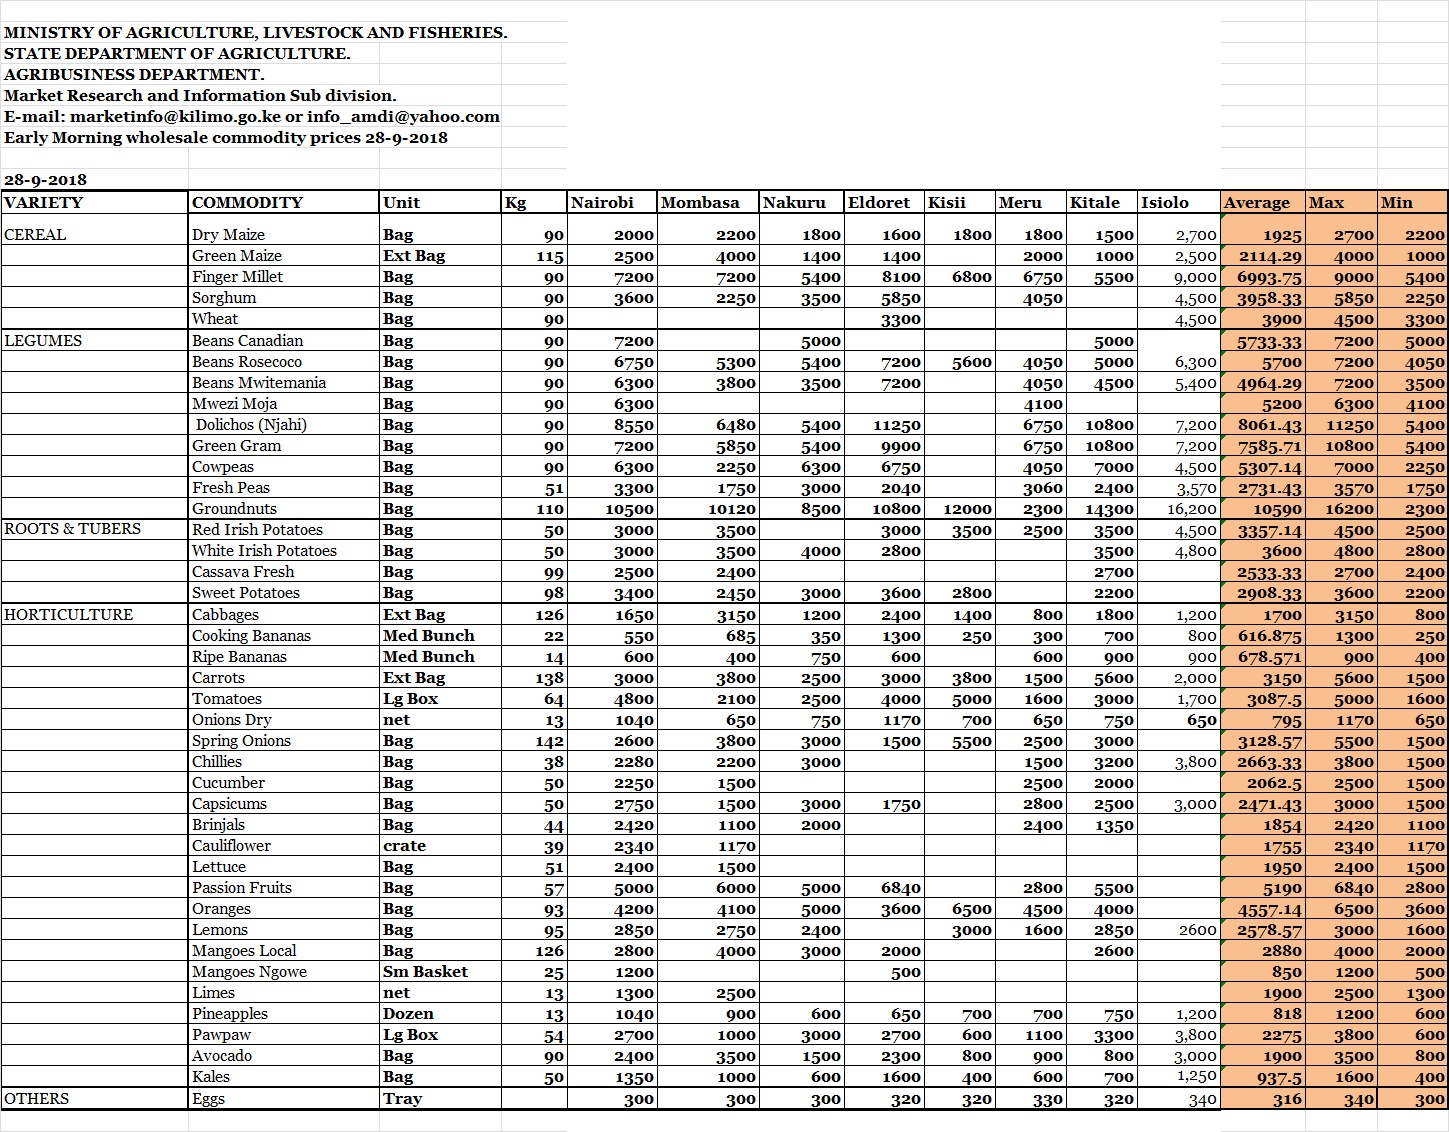 MINISTRY OF AGRICULTURE, LIVESTOCK AND FISHERIES.
STATE DEPARTMENT OF AGRICULTURE.
AGRIBUSINESS DEPARTMENT.
Market Research and Information Sub division.
E-mail: marketinfo@kilimo.go.ke or info_amdi@yahoo.com
Early Morning wholesale commodity prices 28-9-2018
28-9-2018
VARIETY COMMODITY Unit Kg Nairobi Mombasa Nakuru Eldoret Kisii Meru Kitale Isiolo Average Max Min
CEREAL Dry Maize Bag 90 2000 2200 1800 1600 1800 1800 1500 2,700 1925 2700 2200
Green Maize Ext Bag 115 2500 4000 1400 1400 2000 1000 2,500 2114.29 4000 1000
Finger Millet Bag 90 7200 7200 5400 8100 6800 6750 5500 9,000 6993.75 9000 5400
Sorghum Bag 90 3600 2250 3500 5850 4050 4,500 3958.33 5850 2250
Wheat Bag 90 3300 4,500 3900 4500 3300
LEGUMES Beans Canadian Bag 90 7200 5000 5000 5733.33 7200 5000
Beans Rosecoco Bag 90 6750 5300 5400 7200 5600 4050 5000 6,300 5700 7200 4050
Beans Mwitemania Bag 90 6300 3800 3500 7200 4050 4500 5,400 4964.29 7200 3500
Mwezi Moja Bag 90 6300 4100 5200 6300 4100
Dolichos (Njahi) Bag 90 8550 6480 5400 11250 6750 10800 7,200 8061.43 11250 5400
Green Gram Bag 90 7200 5850 5400 9900 6750 10800 7,200 7585.71 10800 5400
Cowpeas Bag 90 6300 2250 6300 6750 4050 7000 4,500 5307.14 7000 2250
Fresh Peas Bag 51 3300 1750 3000 2040 3060 2400 3,570 2731.43 3570 1750
Groundnuts Bag 110 10500 10120 8500 10800 12000 2300 14300 16,200 10590 16200 2300
ROOTS & TUBERS Red Irish Potatoes Bag 50 3000 3500 3000 3500 2500 3500 4,500 3357.14 4500 2500
White Irish Potatoes Bag 50 3000 3500 4000 2800 3500 4,800 3600 4800 2800
Cassava Fresh Bag 99 2500 2400 2700 2533.33 2700 2400
Sweet Potatoes Bag 98 3400 2450 3000 3600 2800 2200 2908.33 3600 2200
HORTICULTURE Cabbages Ext Bag 126 1650 3150 1200 2400 1400 800 1800 1,200 1700 3150 800
Cooking Bananas Med Bunch 22 550 685 350 1300 250 300 700 800 616.875 1300 250
Ripe Bananas Med Bunch 14 600 400 750 600 600 900 900 678.571 900 400
Carrots Ext Bag 138 3000 3800 2500 3000 3800 1500 5600 2,000 3150 5600 1500
Tomatoes Lg Box 64 4800 2100 2500 4000 5000 1600 3000 1,700 3087.5 5000 1600
Onions Dry net 13 1040 650 750 1170 700 650 750 650 795 1170 650
Spring Onions Bag 142 2600 3800 3000 1500 5500 2500 3000 3128.57 5500 1500
Chillies Bag 38 2280 2200 3000 1500 3200 3,800 2663.33 3800 1500
Cucumber Bag 50 2250 1500 2500 2000 2062.5 2500 1500
Capsicums Bag 50 2750 1500 3000 1750 2800 2500 3,000 2471.43 3000 1500
Brinjals Bag 44 2420 1100 2000 2400 1350 1854 2420 1100
Cauliflower crate 39 2340 1170 1755 2340 1170
Lettuce Bag 51 2400 1500 1950 2400 1500
Passion Fruits Bag 57 5000 6000 5000 6840 2800 5500 5190 6840 2800
Oranges Bag 93 4200 4100 5000 3600 6500 4500 4000 4557.14 6500 3600
Lemons Bag 95 2850 2750 2400 3000 1600 2850 2600 2578.57 3000 1600
Mangoes Local Bag 126 2800 4000 3000 2000 2600 2880 4000 2000
Mangoes Ngowe Sm Basket 25 1200 500 850 1200 500
Limes net 13 1300 2500 1900 2500 1300
Pineapples Dozen 13 1040 900 600 650 700 700 750 1,200 818 1200 600
Pawpaw Lg Box 54 2700 1000 3000 2700 600 1100 3300 3,800 2275 3800 600
Avocado Bag 90 2400 3500 1500 2300 800 900 800 3,000 1900 3500 800
Kales Bag 50 1350 1000 600 1600 400 600 700 1,250 937.5 1600 400
OTHERS Eggs Tray 300 300 300 320 320 330 320 340 316 340 300